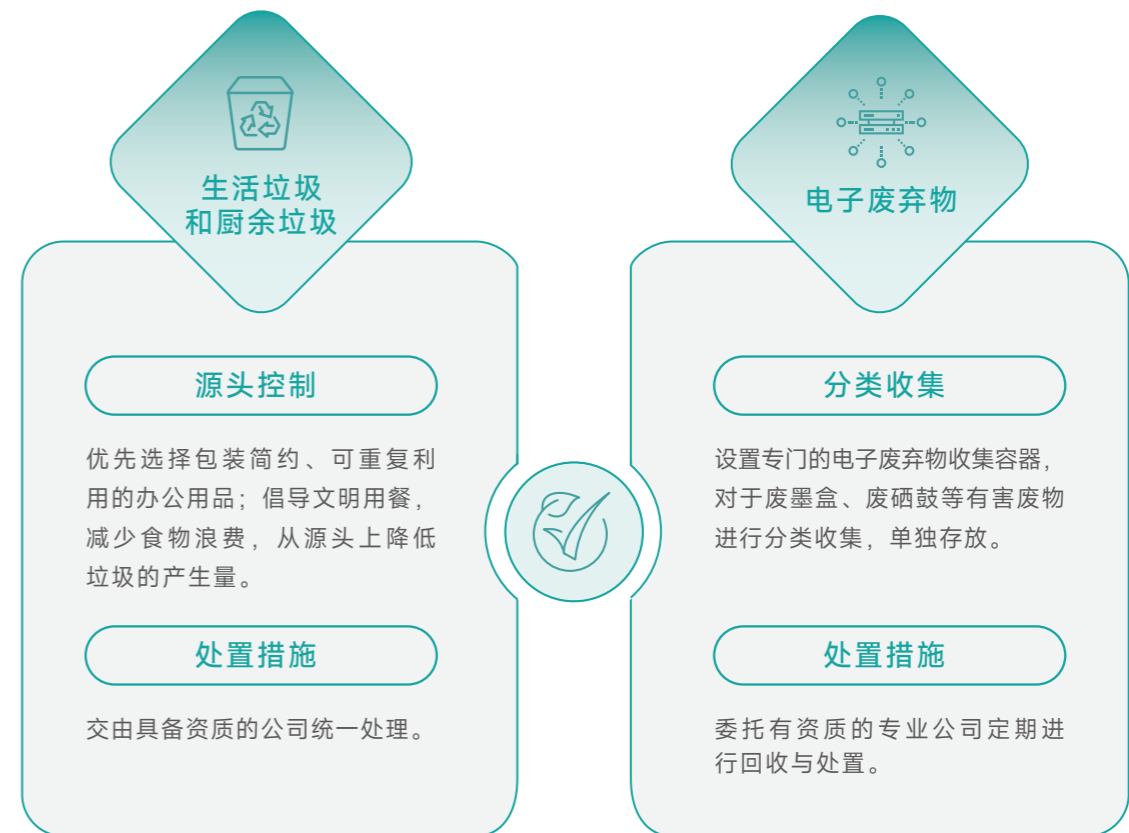 生活垃圾
和厨余垃圾
源头控制
优先选择包装简约、可重复利
用的办公用品；倡导文明用餐，
减少食物浪费，从源头上降低
垃圾的产生量。
处置措施
交由具备资质的公司统一处理。
电子废弃物
分类收集
设置专门的电子废弃物收集容器，
对于废墨盒、废硒鼓等有害废物
进行分类收集，单独存放。
处置措施
委托有资质的专业公司定期进
行回收与处置。